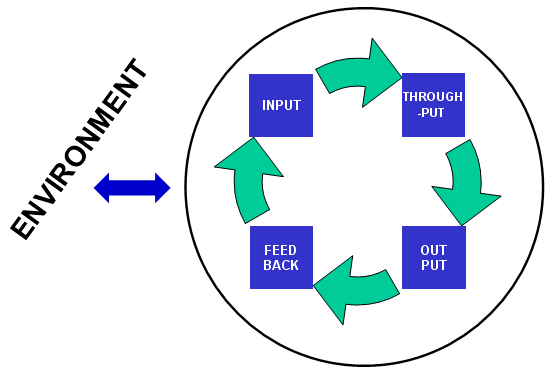 ENVIRONMENT
INPUT
THROUGH
-PUT
OUT
PUT
FEED
BACK